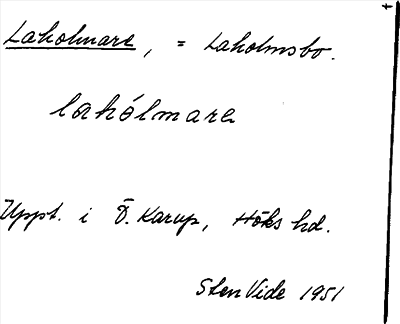 Laholmare, = Laholmsbo.
lahólmare
Uppt. i Ö. Karup, Höks hd.
Sten Vide 1951